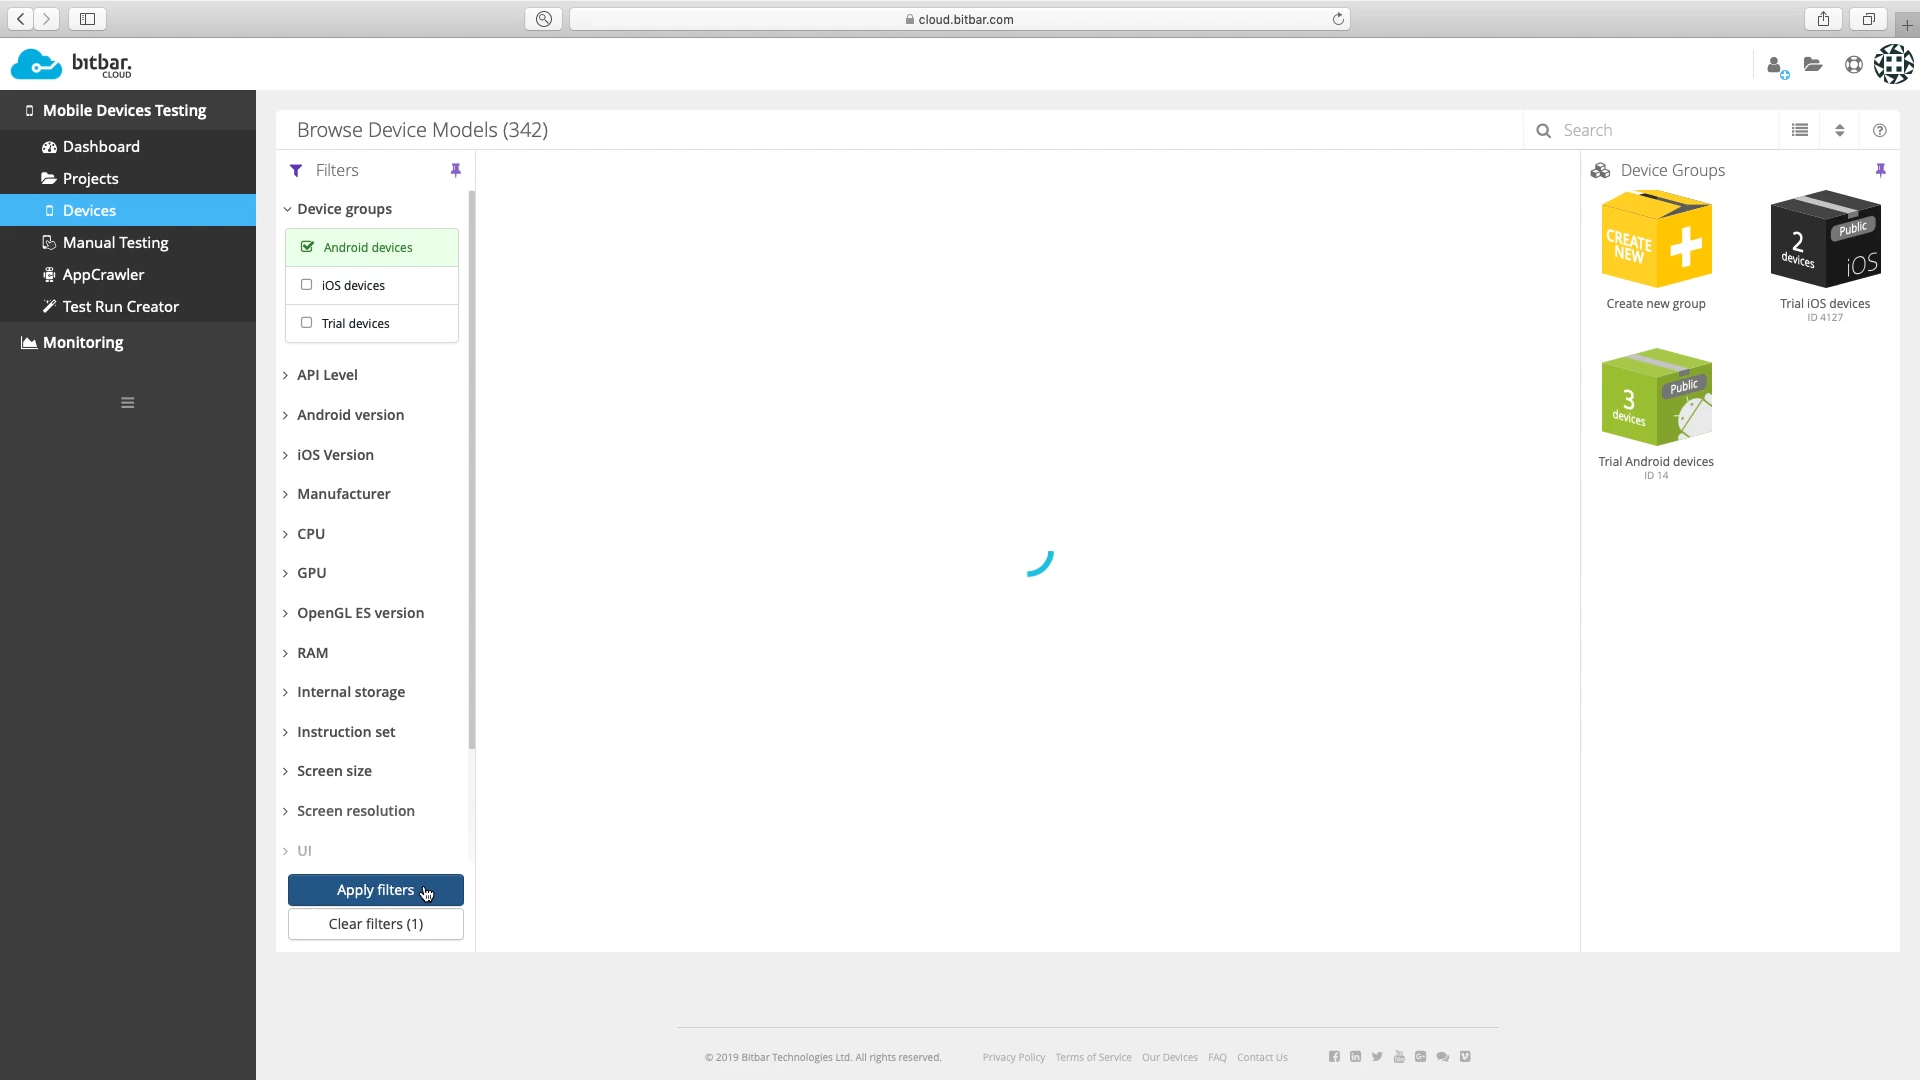 cloud.bitbar.com
bitbar.
CLOUD
Mobile Devices Testing
Dashboard
Projects
Devices
Manual Testing
AppCrawler
Test Run Creator
Monitoring
Browse Device Models (342)
Search
Filters
Device groups
Android devices
iOS devices
Trial devices
API Level
Android version
iOS Version
Manufacturer
CPU
GPU
OpenGL ES version
RAM
Internal storage
Instruction set
Screen size
Screen resolution
UI
Apply filters
Clear filters (1)
Device Groups
CREATE
NEW
Create new group
2
devices
Public
iOS
Trial iOS devices
ID 4127
3
devices
Public
Trial Android devices
ID 14
© 2019 Bitbar Technologies Ltd. All rights reserved. Privacy Policy Terms of Service Our Devices FAQ Contact Us